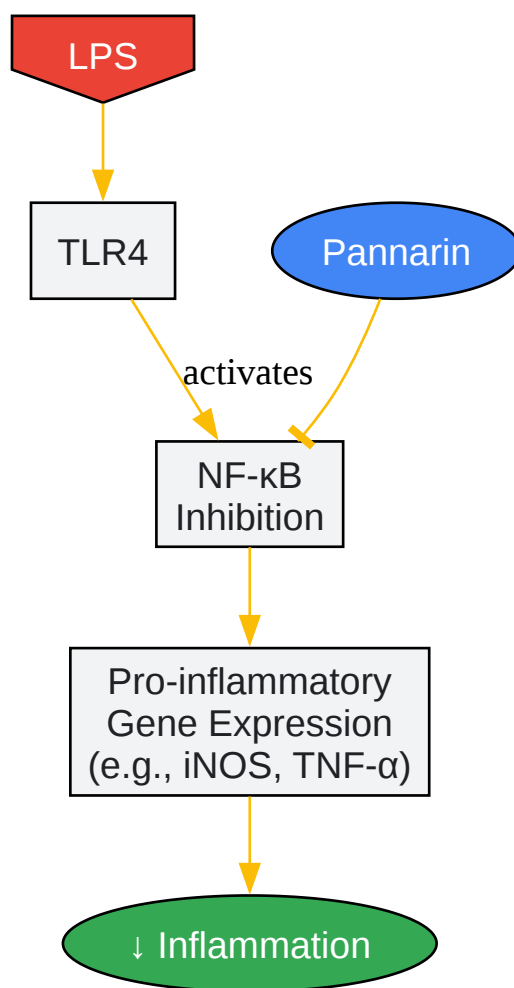 LPS
TLR4
Pannarin
activates
NF-κB
Inhibition
Pro-inflammatory
Gene Expression
(e.g., iNOS, TNF-α)
↓ Inflammation